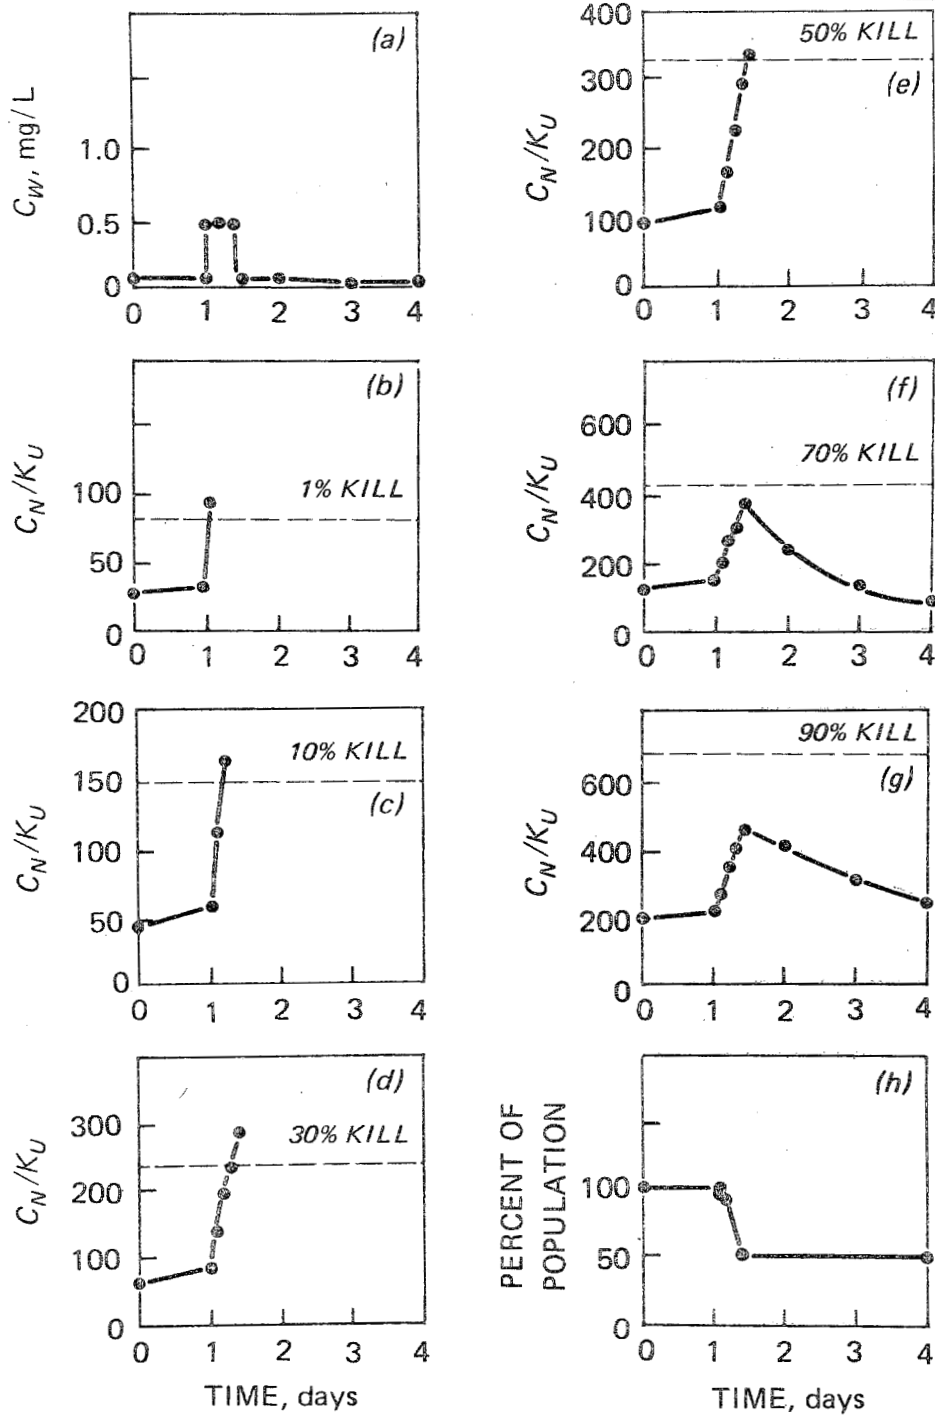 (a)
C_W, mg/L
1.0
0.5
0
0 1 2 3 4
(b)
C_N/K_U
1% KILL
100
50
0
0 1 2 3 4
200
10% KILL
150
(c)
C_N/K_U
100
50
0
0 1 2 3 4
(d)
C_N/K_U
300
30% KILL
200
100
0
0 1 2 3 4
TIME, days
400
50% KILL
(e)
300
C_N/K_U
200
100
0
0 1 2 3 4
(f)
600
C_N/K_U
70% KILL
400
200
0
0 1 2 3 4
90% KILL
(g)
600
C_N/K_U
400
200
0
0 1 2 3 4
(h)
PERCENT OF
POPULATION
100
50
0
0 1 2 3 4
TIME, days